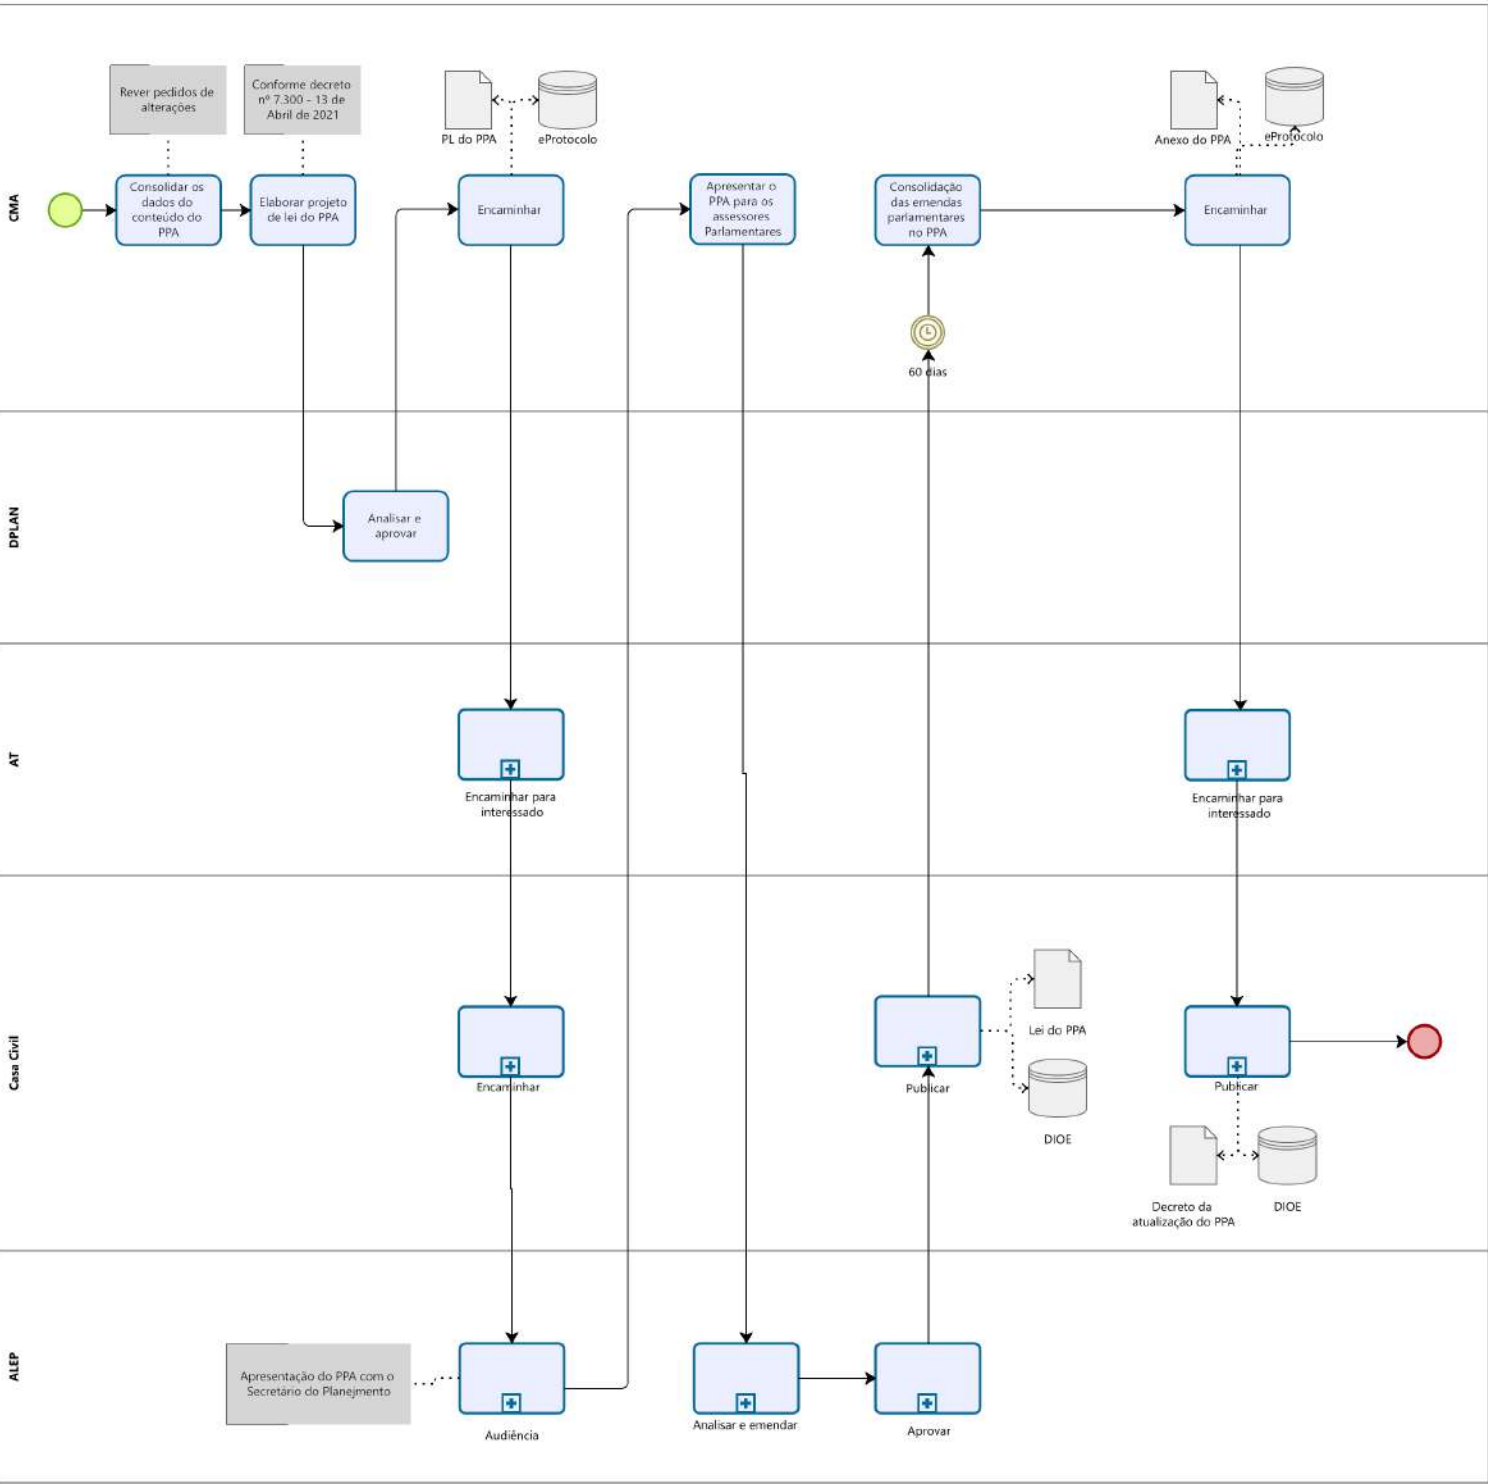 CMA
Rever pedidos de
alterações
Conforme decreto
nº 7.300 - 13 de
Abril de 2021
PL do PPA
eProtocolo
Anexo do PPA
eProtocolo
Consolidar os
dados do
conteúdo do
PPA
Elaborar projeto
de lei do PPA
Encaminhar
Apresentar o
PPA para os
assessores
Parlamentares
Consolidação
das emendas
parlamentares
no PPA
Encaminhar
60 dias
DPLAN
Analisar e
aprovar
AT
Encaminhar para
interessado
Encaminhar para
interessado
Casa Civil
Encaminhar
Publicar
Lei do PPA
DIOE
Publicar
Decreto da
atualização do PPA
DIOE
ALEP
Apresentação do PPA com o
Secretário do Planejmento
Audiência
Analisar e emendar
Aprovar